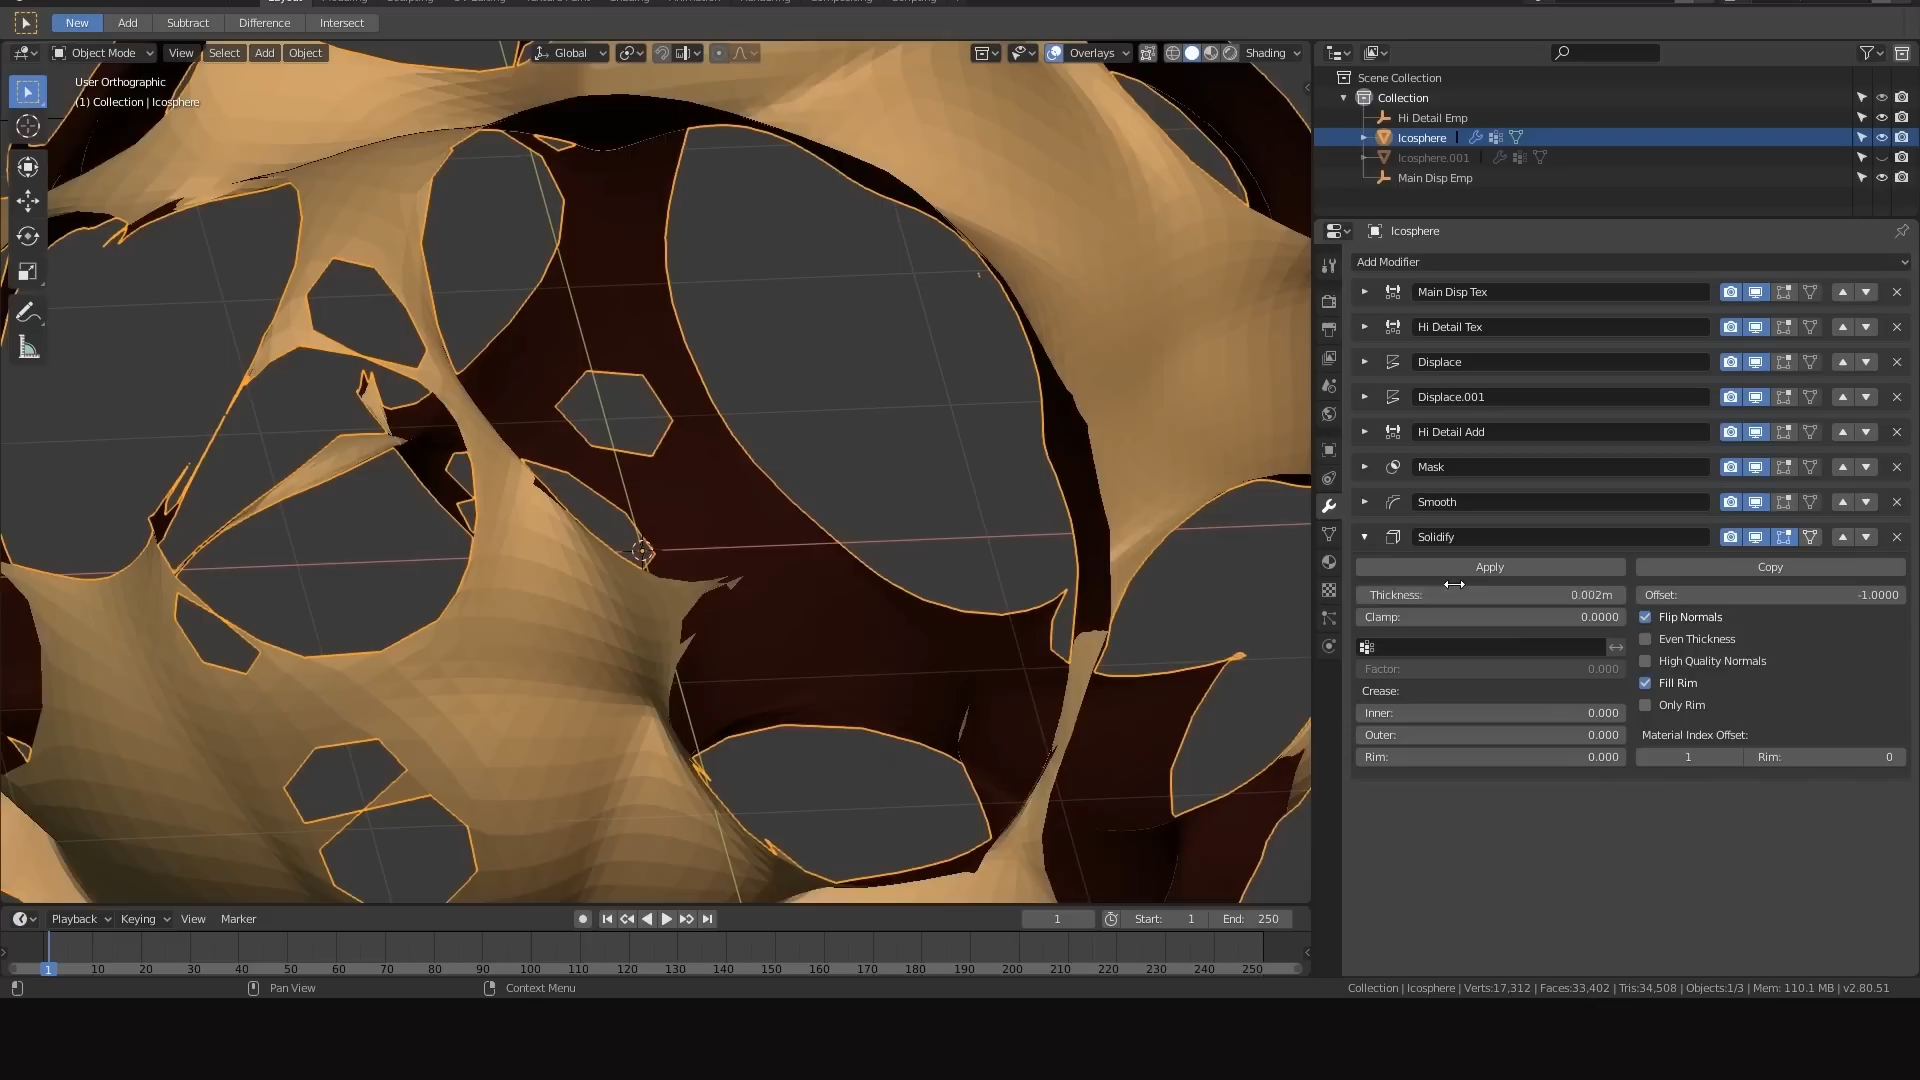 New Add Subtract Difference Intersect
Object Mode View Select Add Object Global Overlays Shading
User Orthographic
(1) Collection | Icosphere
Scene Collection
Collection
Hi Detail Emp
Icosphere
Icosphere.001
Main Disp Emp
Icosphere
Add Modifier
Main Disp Tex
Hi Detail Tex
Displace
Displace.001
Hi Detail Add
Mask
Smooth
Solidify
Apply Copy
Thickness: 0.002m Offset: -1.0000
Clamp: 0.0000 Flip Normals
Even Thickness
High Quality Normals
Factor: 0.000
Fill Rim
Crease:
Only Rim
Inner: 0.000
Outer: 0.000 Material Index Offset:
Rim: 0.000 1 Rim: 0
Playback Keying View Marker 1 Start: 1 End: 250
1 10 20 30 40 50 60 70 80 90 100 110 120 130 140 150 160 170 180 190 200 210 220 230 240 250
Pan View Context Menu Collection | Icosphere | Verts:17,312 | Faces:33,402 | Tris:34,508 | Objects:1/3 | Mem: 110.1 MB | v2.80.51